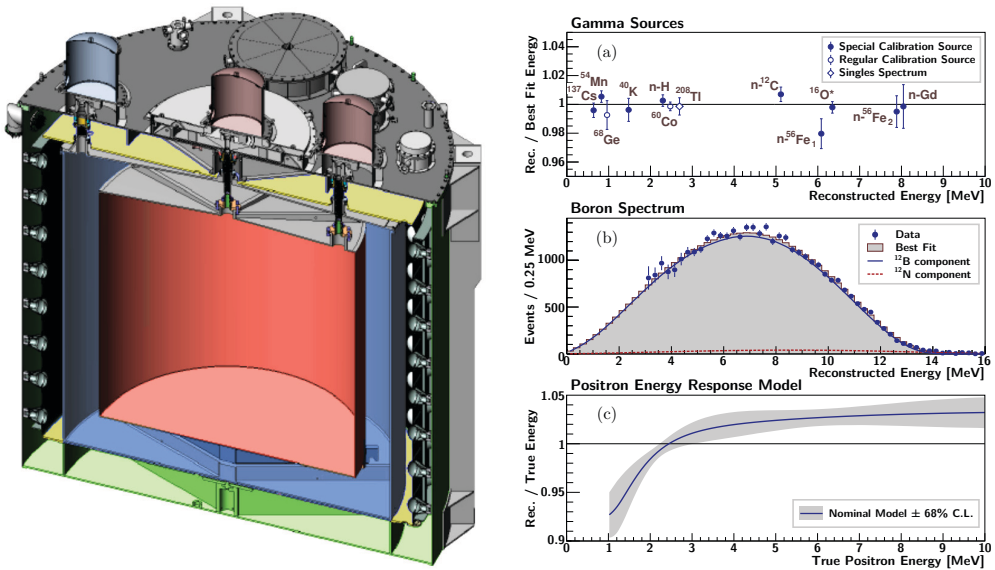 Gamma Sources
Rec. / Best Fit Energy
1.04
1.02
1
0.98
0.96
(a)
Special Calibration Source
Regular Calibration Source
Singles Spectrum
¹³⁷Cs
⁵⁴Mn
⁶⁸Ge
⁴⁰K
n-H
⁶⁰Co
²⁰⁸Tl
n-¹²C
n-⁵⁶Fe₁
¹⁶O*
n-⁵⁶Fe₂
n-Gd
0 1 2 3 4 5 6 7 8 9 10
Reconstructed Energy [MeV]
Boron Spectrum
Events / 0.25 MeV
1000
500
0
(b)
Data
Best Fit
¹²B component
¹²N component
0 2 4 6 8 10 12 14 16
Reconstructed Energy [MeV]
Positron Energy Response Model
Rec. / True Energy
1.05
1
0.95
0.9
(c)
Nominal Model ± 68% C.L.
0 1 2 3 4 5 6 7 8 9 10
True Positron Energy [MeV]